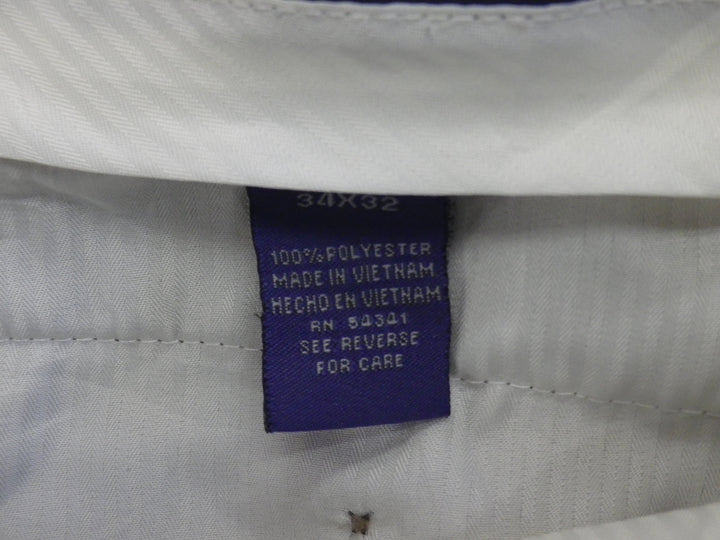 34X32
100% POLYESTER
MADE IN VIETNAM
HECHO EN VIETNAM
RN 54341
SEE REVERSE
FOR CARE